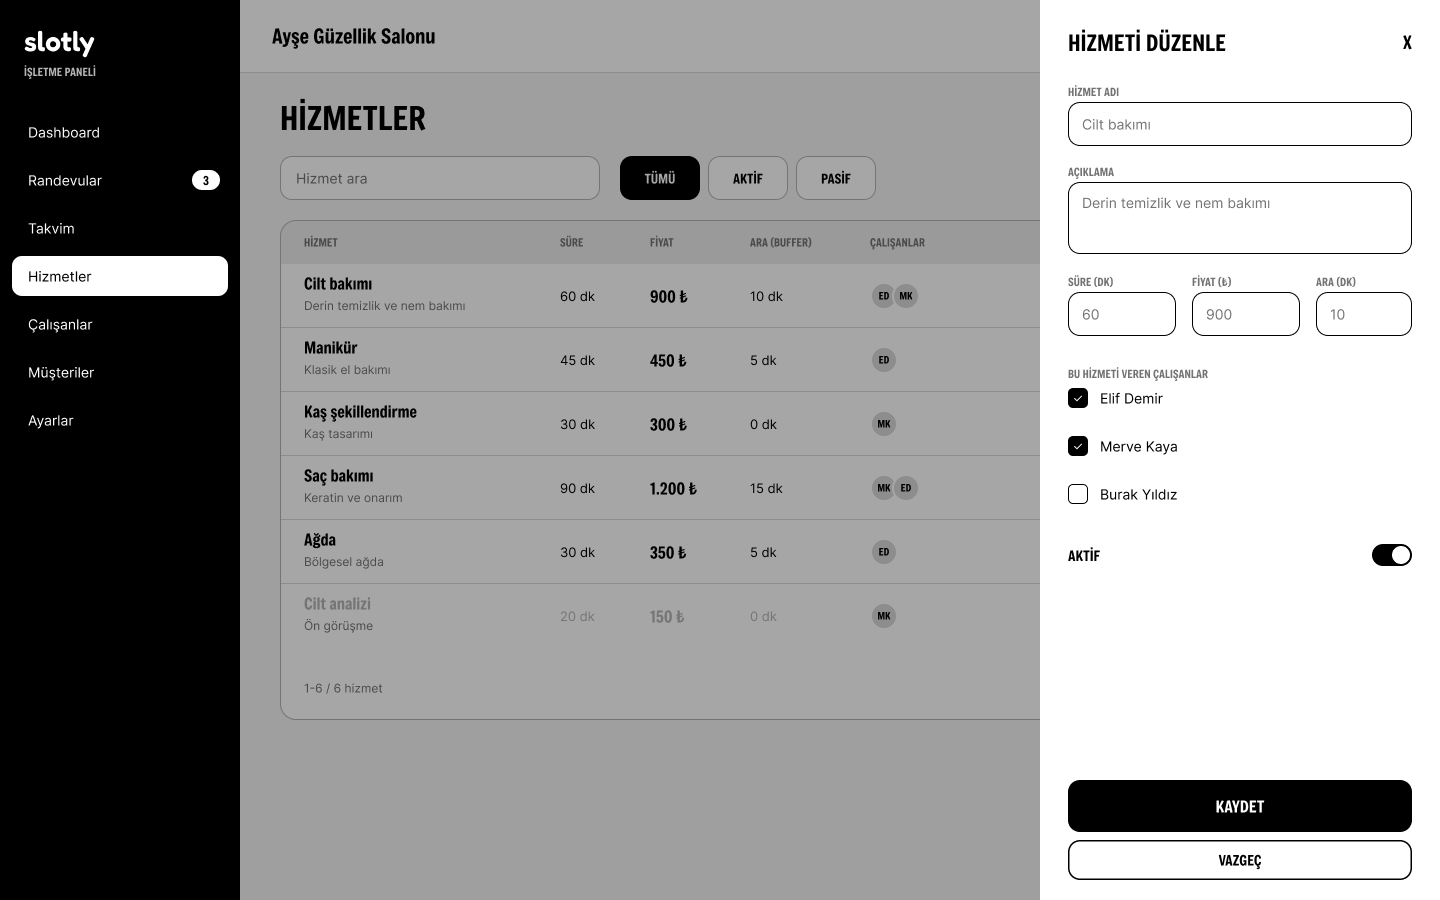 slotly
İŞLETME PANELİ
Dashboard
Randevular 3
Takvim
Hizmetler
Çalışanlar
Müşteriler
Ayarlar
Ayşe Güzellik Salonu
HİZMETLER
Hizmet ara TÜMÜ AKTİF PASİF
HİZMET SÜRE FİYAT ARA (BUFFER) ÇALIŞANLAR
Cilt bakımı
Derin temizlik ve nem bakımı
60 dk 900 ₺ 10 dk ED MK
Manikür
Klasik el bakımı
45 dk 450 ₺ 5 dk ED
Kaş şekillendirme
Kaş tasarımı
30 dk 300 ₺ 0 dk MK
Saç bakımı
Keratin ve onarım
90 dk 1.200 ₺ 15 dk MK ED
Ağda
Bölgesel ağda
30 dk 350 ₺ 5 dk ED
Cilt analizi
Ön görüşme
20 dk 150 ₺ 0 dk MK
1-6 / 6 hizmet
HİZMETİ DÜZENLE X
HİZMET ADI
Cilt bakımı
AÇIKLAMA
Derin temizlik ve nem bakımı
SÜRE (DK) FİYAT (₺) ARA (DK)
60 900 10
BU HİZMETİ VEREN ÇALIŞANLAR
Elif Demir
Merve Kaya
Burak Yıldız
AKTİF
KAYDET
VAZGEÇ